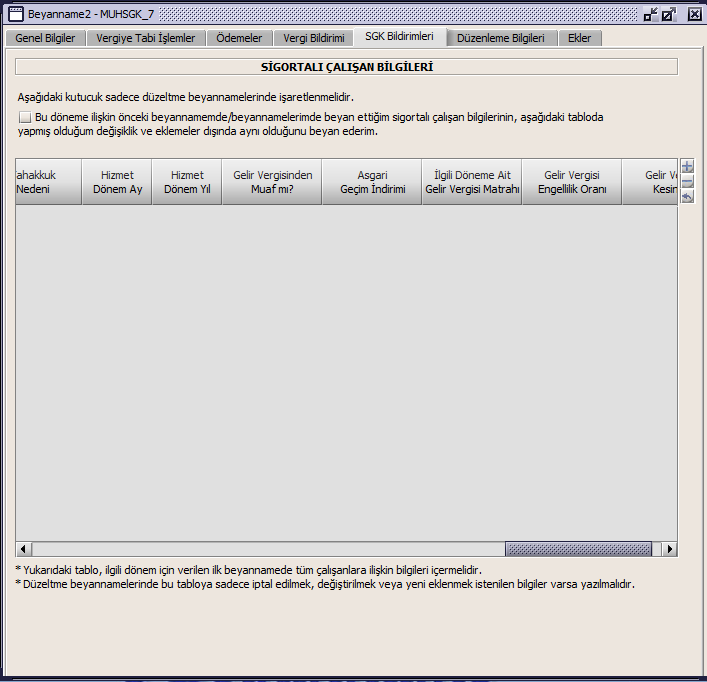 Beyanname2 - MUHSGK_7
Genel Bilgiler Vergiye Tabi İşlemler Ödemeler Vergi Bildirimi SGK Bildirimleri Düzenleme Bilgileri Ekler
SİGORTALI ÇALIŞAN BİLGİLERİ
Aşağıdaki kutucuk sadece düzeltme beyannamelerinde işaretlenmelidir.
Bu döneme ilişkin önceki beyannamemde/beyannamelerimde beyan ettiğim sigortalı çalışan bilgilerinin, aşağıdaki tabloda
yapmış olduğum değişiklik ve eklemeler dışında aynı olduğunu beyan ederim.
ahakkuk Hizmet Hizmet Gelir Vergisinden Asgari İlgili Döneme Ait Gelir Vergisi Gelir Ve
Nedeni Dönem Ay Dönem Yıl Muaf mı? Geçim İndirimi Gelir Vergisi Matrahı Engellilik Oranı Kesin
* Yukarıdaki tablo, ilgili dönem için verilen ilk beyannamede tüm çalışanlara ilişkin bilgileri içermelidir.
* Düzeltme beyannamelerinde bu tabloya sadece iptal edilmek, değiştirilmek veya yeni eklenmek istenilen bilgiler varsa yazılmalıdır.